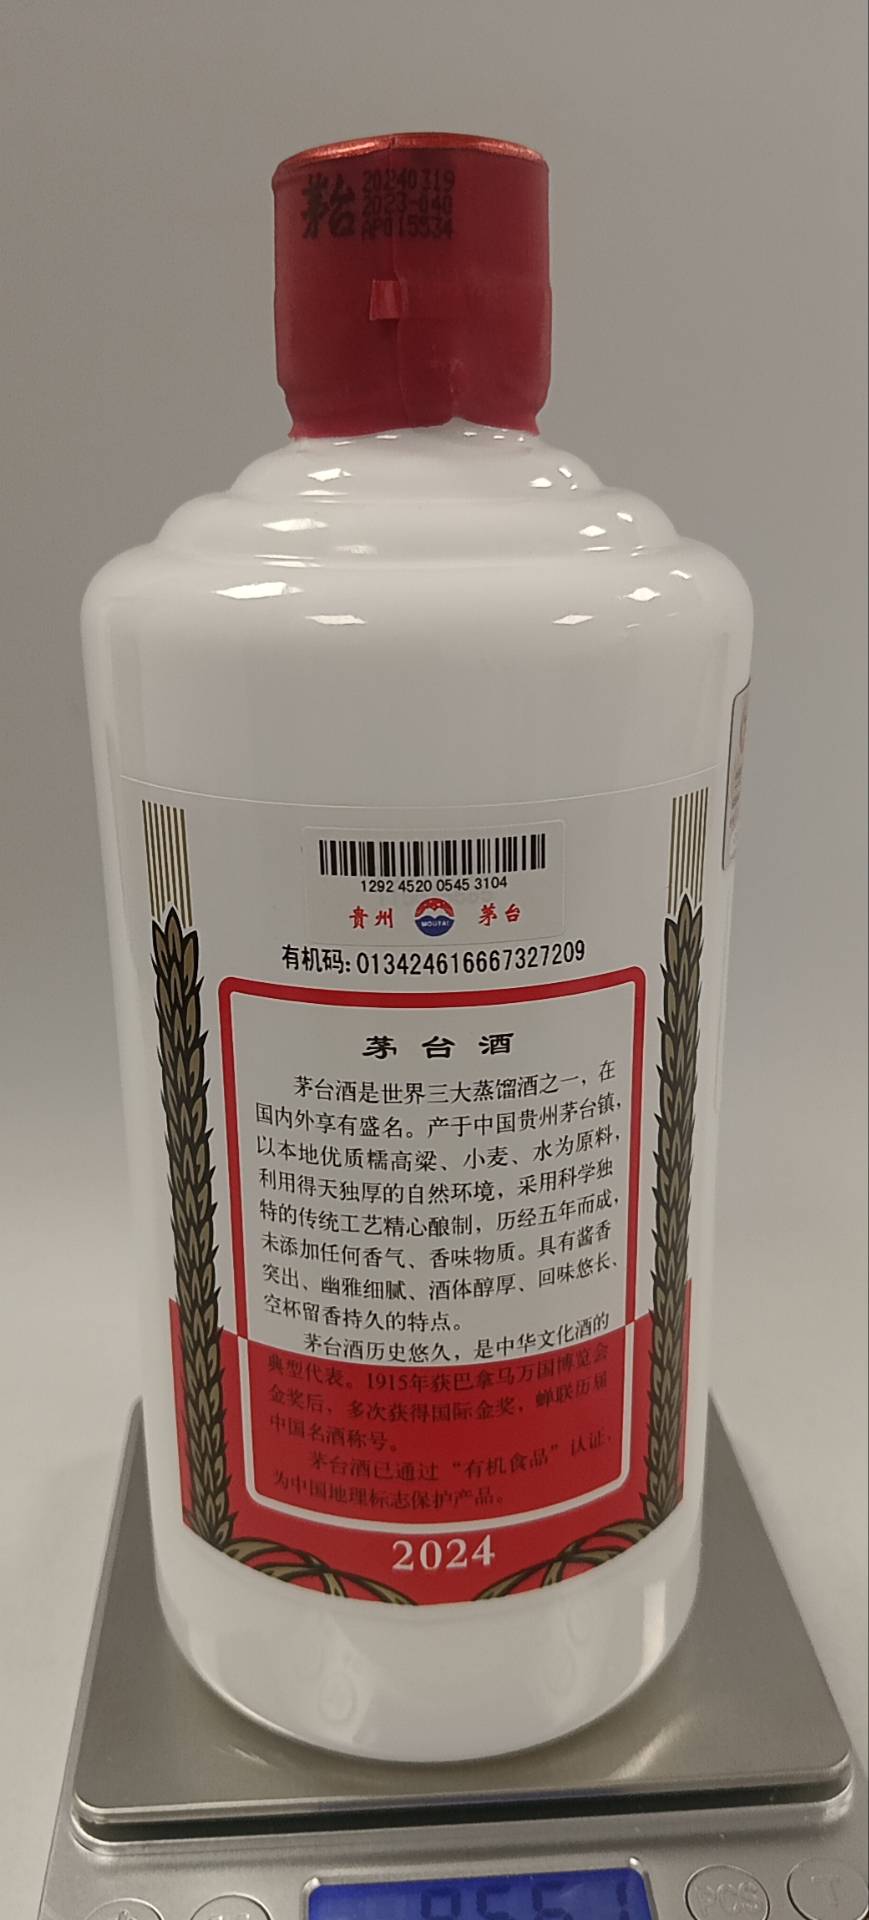 茅台
20240319
2023-040
AP015534
1292 4520 0545 3104
贵州 MOUTAI 茅台
有机码:013424616667327209
茅台酒
茅台酒是世界三大蒸馏酒之一，在
国内外享有盛名。产于中国贵州茅台镇，
以本地优质糯高粱、小麦、水为原料，
利用得天独厚的自然环境，采用科学独
特的传统工艺精心酿制，历经五年而成，
未添加任何香气、香味物质。具有酱香
突出、幽雅细腻、酒体醇厚、回味悠长、
空杯留香持久的特点。
茅台酒历史悠久，是中华文化酒的
典型代表。1915年获巴拿马万国博览会
金奖后，多次获得国际金奖，蝉联历届
中国名酒称号。
茅台酒已通过“有机食品”认证，
为中国地理标志保护产品。
2024
PCS
T